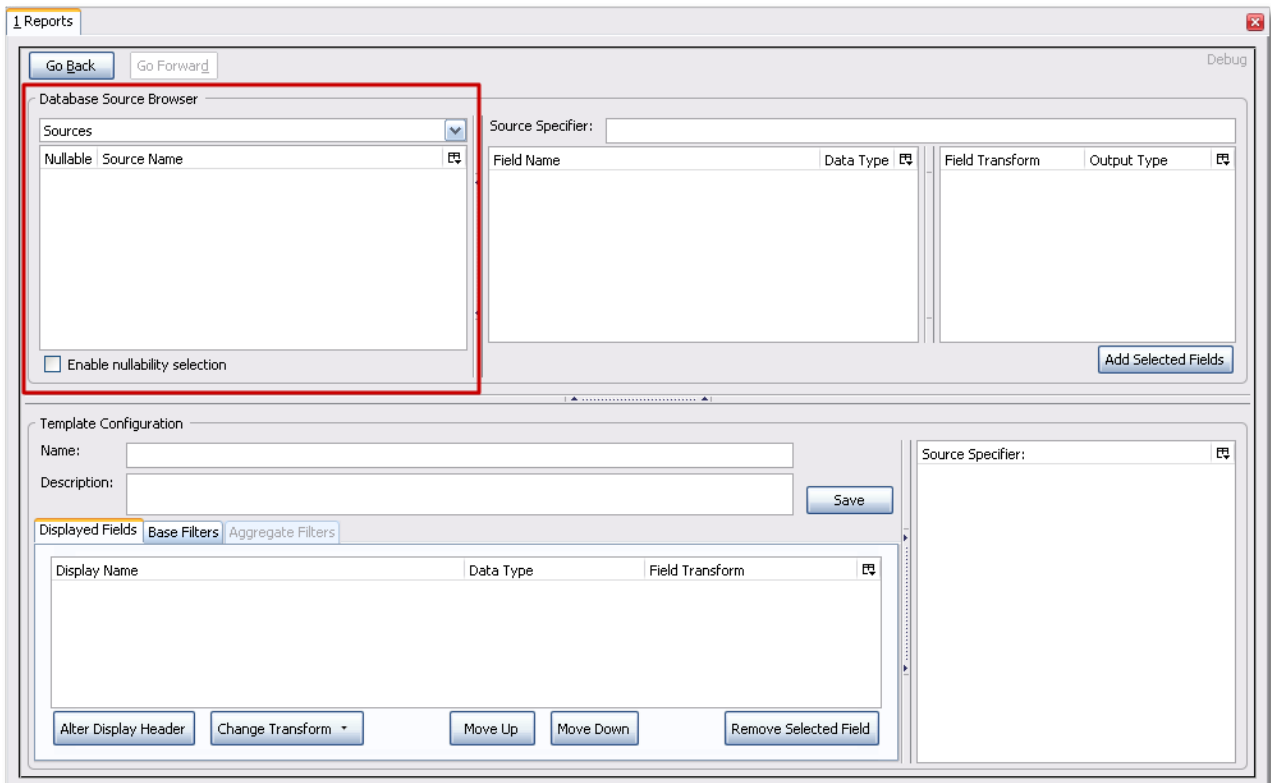 1 Reports
Go Back Go Forward Debug
Database Source Browser
Sources Source Specifier:
Nullable Source Name Field Name Data Type Field Transform Output Type
Enable nullability selection Add Selected Fields
Template Configuration
Name: Source Specifier:
Description:
Save
Displayed Fields Base Filters Aggregate Filters
Display Name Data Type Field Transform
Alter Display Header Change Transform Move Up Move Down Remove Selected Field